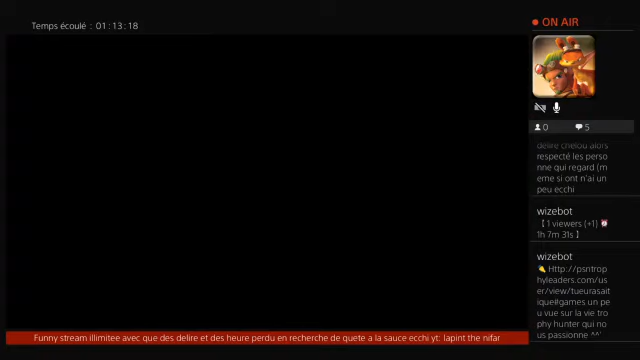 Temps écoulé : 01:13:18
ON AIR
0
5
délire chelou alors
respecté les perso
nne qui regard (m
eme si ont n'ai un
peu ecchi
wizebot
【 1 viewers (+1)
1h 7m 31s 】
wizebot
Http://psntrop
hyleaders.com/us
er/view/tueurasait
ique#games un pe
u vue sur la vie tro
phy hunter qui no
us passionne ^^'
Funny stream illimitee avec que des delire et des heure perdu en recherche de quete a la sauce ecchi yt: lapint the nifar